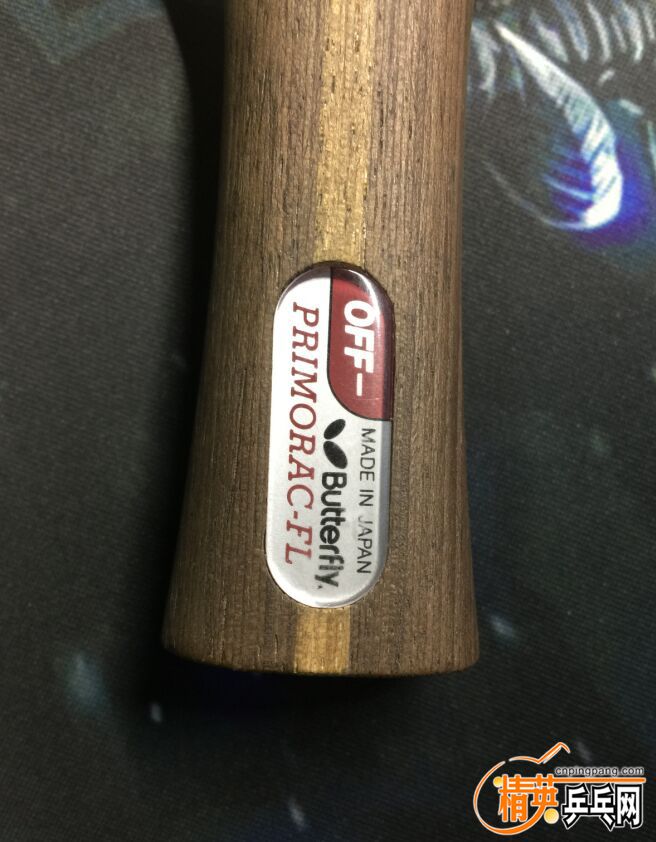 OFF—
MADE IN JAPAN
Butterfly.
PRIMORAC-FL
cnpingpang.com
精英乒乓网